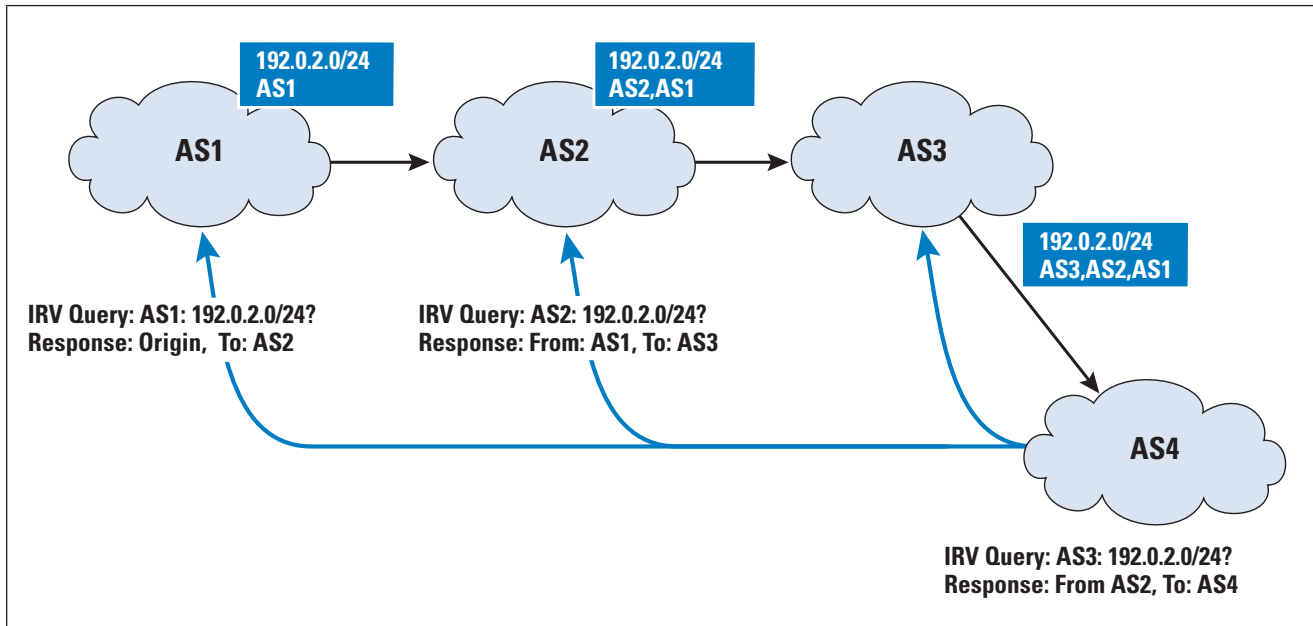 192.0.2.0/24
AS1
192.0.2.0/24
AS2,AS1
AS1
AS2
AS3
192.0.2.0/24
AS3,AS2,AS1
IRV Query: AS1: 192.0.2.0/24?
Response: Origin, To: AS2
IRV Query: AS2: 192.0.2.0/24?
Response: From: AS1, To: AS3
AS4
IRV Query: AS3: 192.0.2.0/24?
Response: From AS2, To: AS4